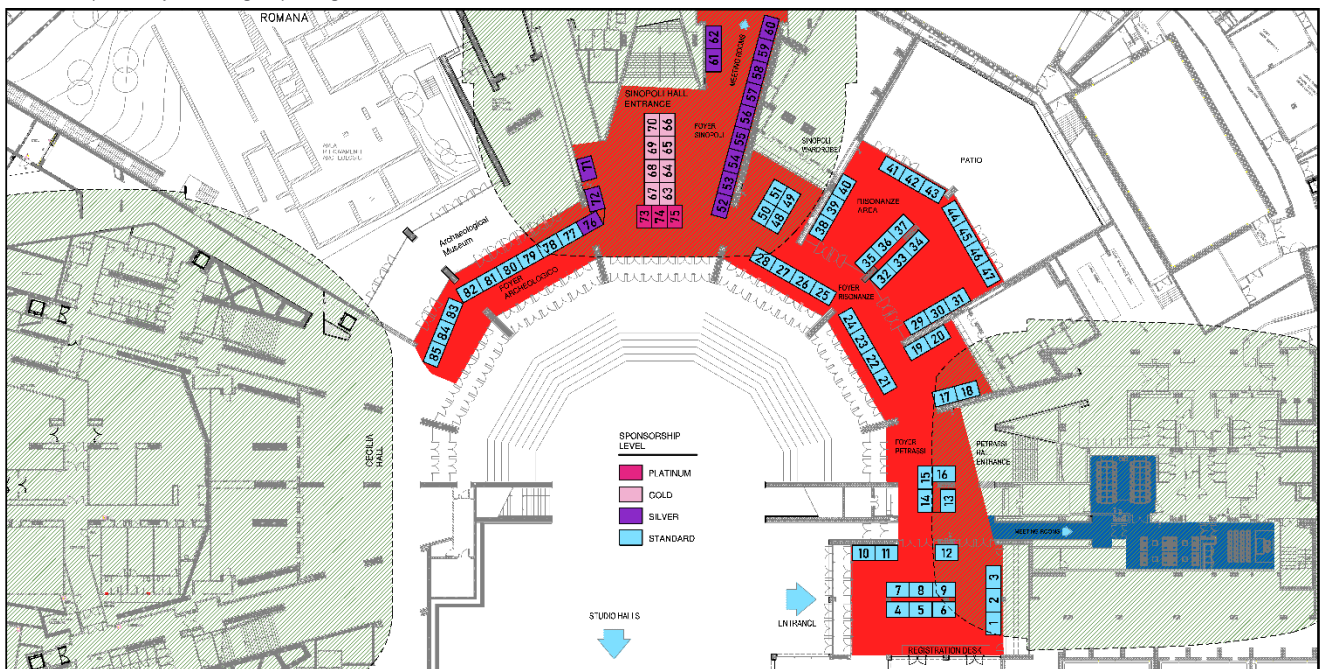 ROMANA
SINOPOLI HALL
ENTRANCE
FOYER
SINOPOLI
MEETING ROOMS
61 62
52 53 54 55 56 57 58 59 60
70 66
69 65
68 64
67 63
73 74 75
71
72
76
77
78
79
80
81
82
83
84
85
Archaeological
Museum
FOYER
ARCHEOLOGICO
SINOPOLI
WARDROBE
50 51
48 49
PATIO
RISONANZE
AREA
38 39 40
41 42 43
44
45
46
47
35 36 37
32 33 34
28 27 26 25
FOYER
RISONANZE
29 30 31
19 20
24
23
22
21
17 18
CECILIA
HALL
FOYER
PETRASSI
PETRASSI
HALL
ENTRANCE
15 16
14 13
MEETING ROOMS
10 11 12
7 8 9
4 5 6
3
2
1
SPONSORSHIP
LEVEL
PLATINUM
GOLD
SILVER
STANDARD
STUDIO HALLS
ENTRANCE
REGISTRATION DESK